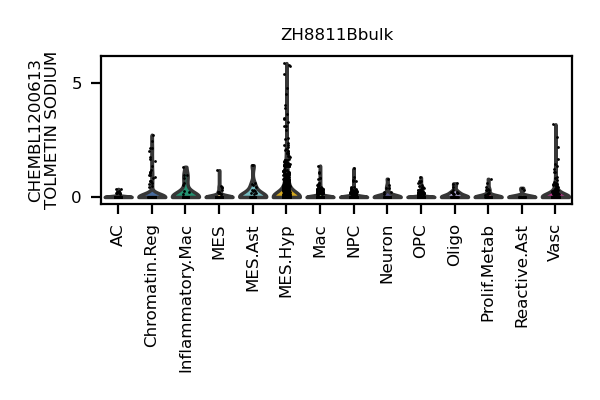 ZH8811Bbulk
CHEMBL1200613
TOLMETIN SODIUM
5
0
AC
Chromatin.Reg
Inflammatory.Mac
MES
MES.Ast
MES.Hyp
Mac
NPC
Neuron
OPC
Oligo
Prolif.Metab
Reactive.Ast
Vasc